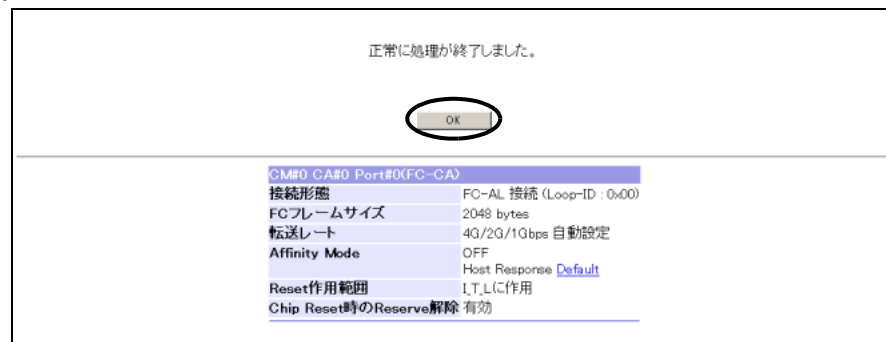 正常に処理が終了しました。
OK
CM#0 CA#0 Port#0(FC-CA)
接続形態 FC-AL 接続 (Loop-ID : 0x00)
FCフレームサイズ 2048 bytes
転送レート 4G/2G/1Gbps 自動設定
Affinity Mode OFF
Host Response Default
Reset作用範囲 I_T_Lに作用
Chip Reset時のReserve解除 有効